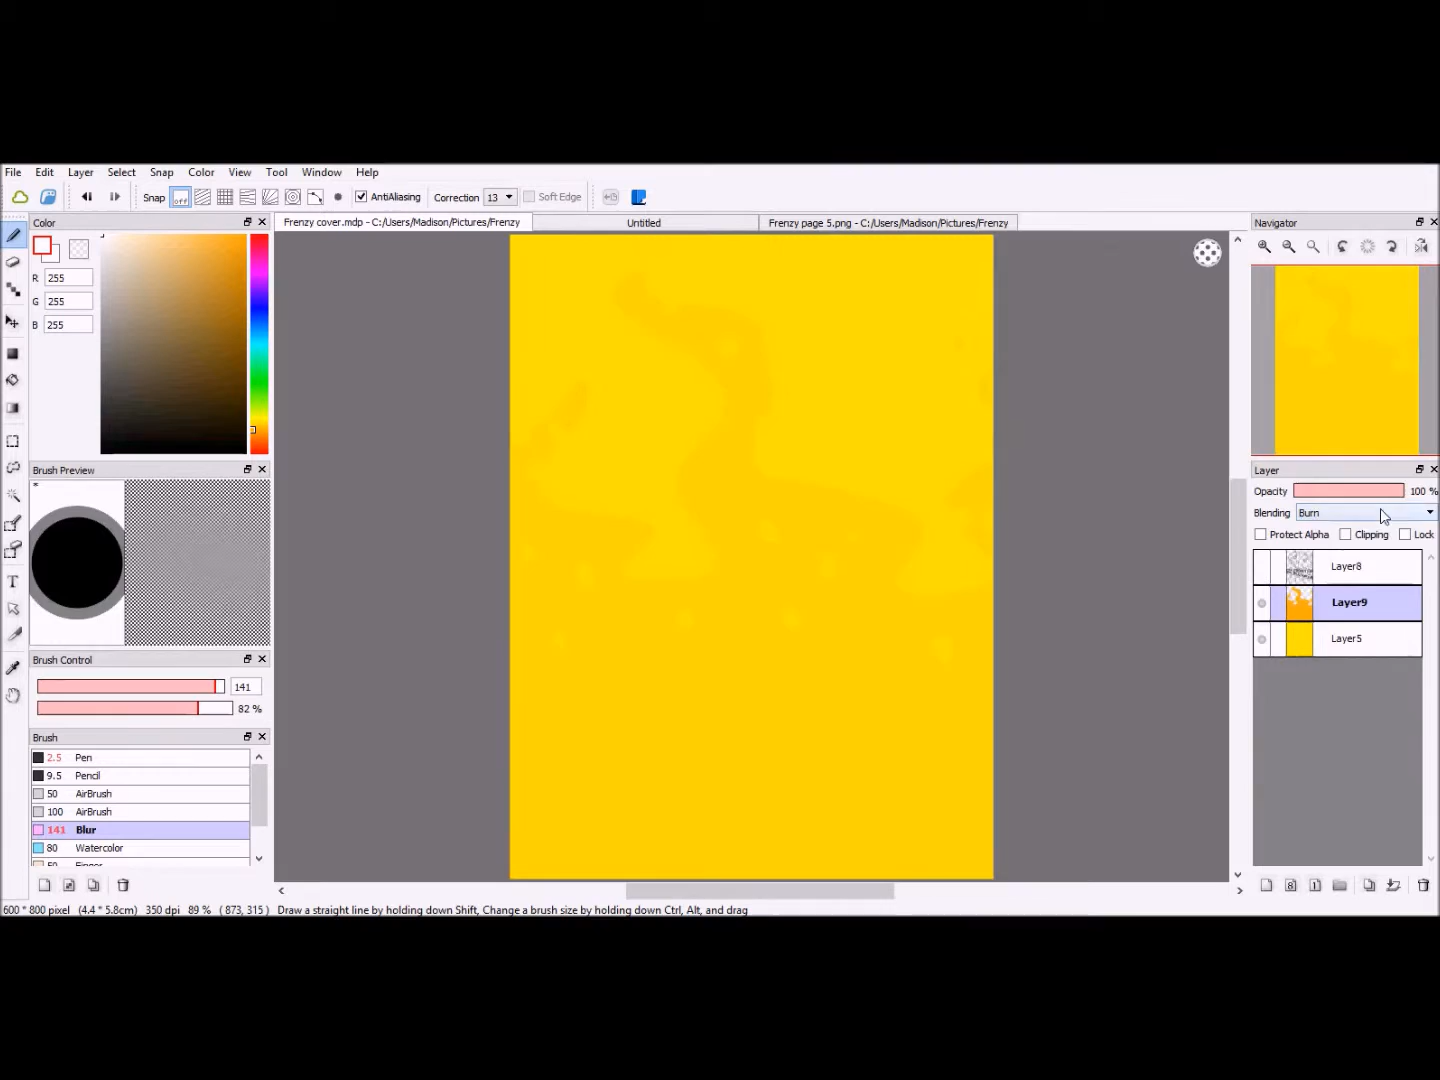 File Edit Layer Select Snap Color View Tool Window Help
Snap off AntiAliasing Correction 13 Soft Edge
Color
Frenzy cover.mdp - C:/Users/Madison/Pictures/Frenzy
Untitled
Frenzy page 5.png - C:/Users/Madison/Pictures/Frenzy
Navigator
R 255
G 255
B 255
Brush Preview
*
Layer
Opacity 100 %
Blending Burn
Protect Alpha Clipping Lock
Layer8
Layer9
Layer5
Brush Control
141
82 %
Brush
2.5 Pen
9.5 Pencil
50 AirBrush
100 AirBrush
141 Blur
80 Watercolor
T
600 * 800 pixel (4.4 * 5.8cm) 350 dpi 89 % ( 873, 315 ) Draw a straight line by holding down Shift, Change a brush size by holding down Ctrl, Alt, and drag